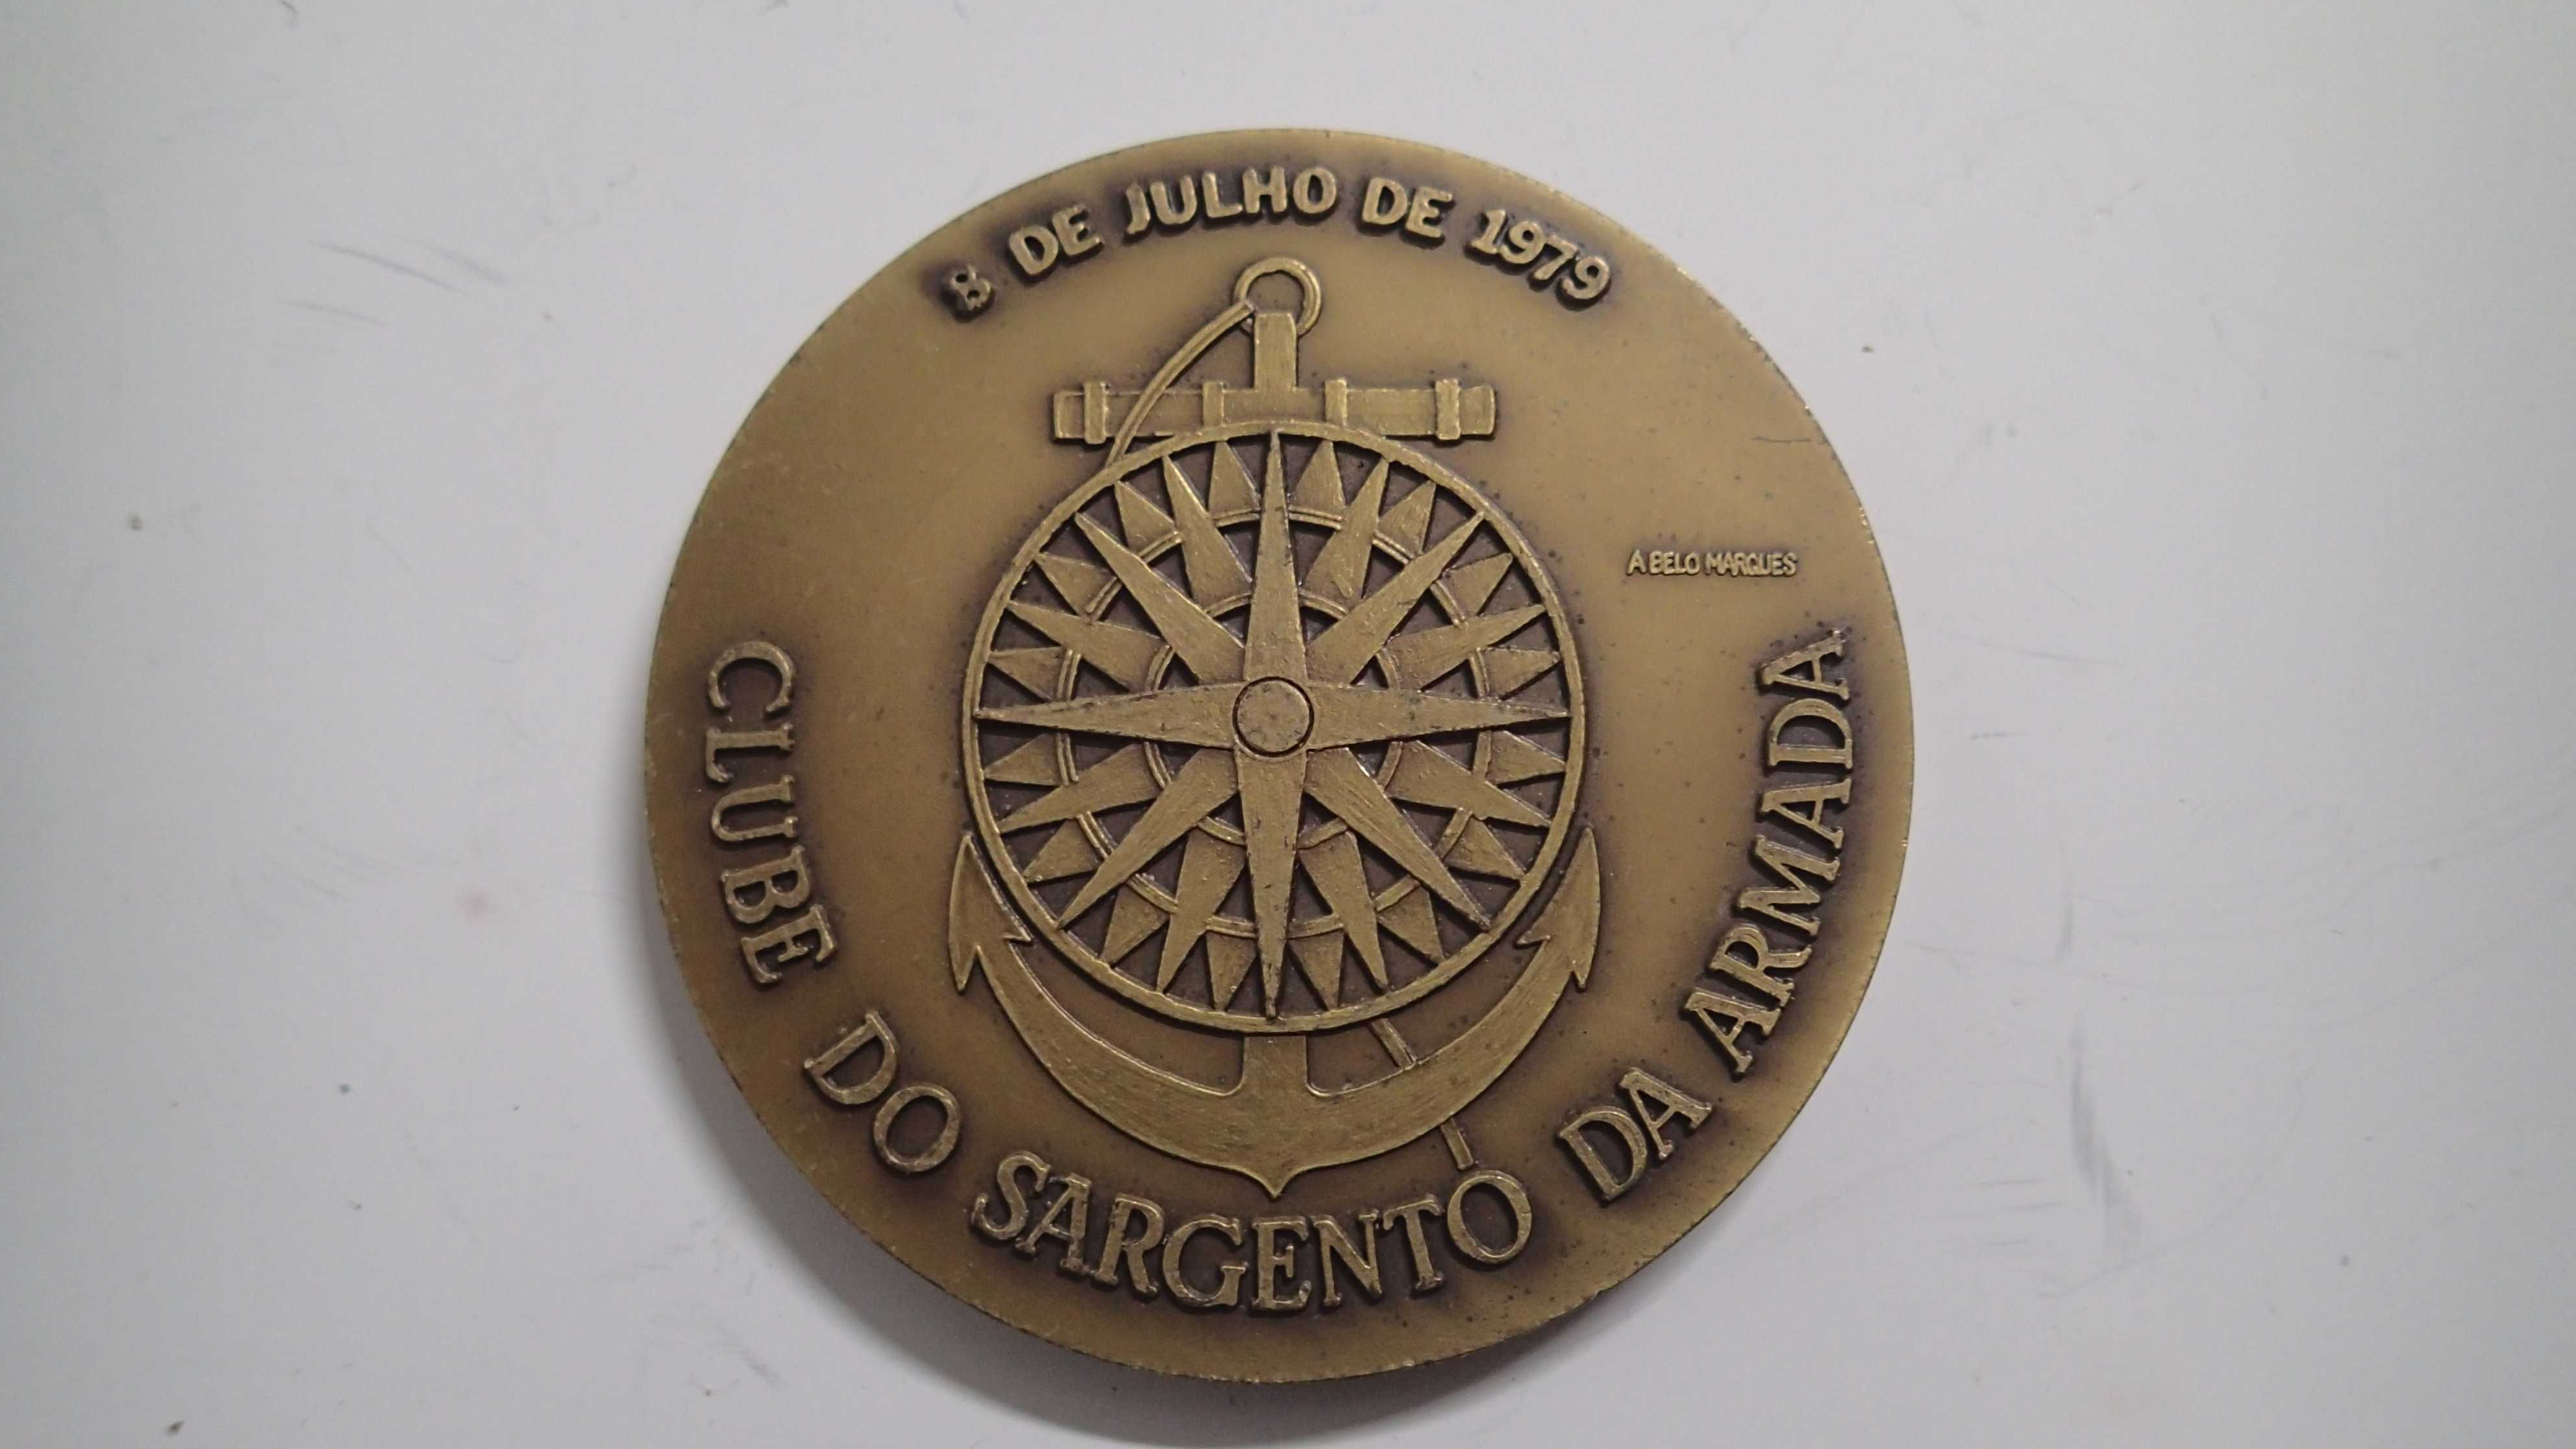 8 DE JULHO DE 1979
A BELO MARQUES
CLUBE DO SARGENTO DA ARMADA